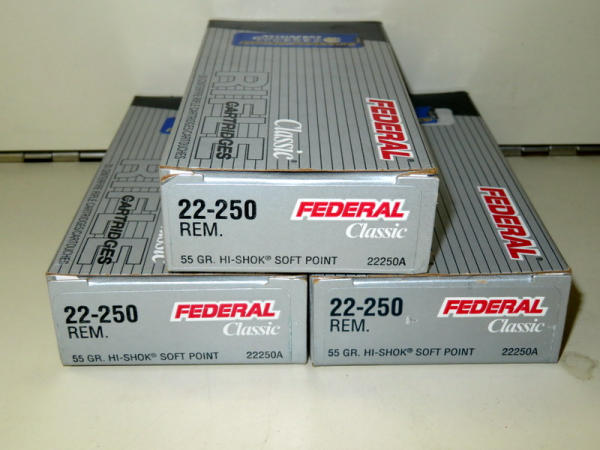 RIFLE
CARTRIDGES
Classic®
FEDERAL
22-250
REM.
FEDERAL
Classic
55 GR. HI-SHOK® SOFT POINT
22250A
RIFLE
CARTRIDGES
Classic
22-250
REM.
FEDERAL
Classic
55 GR. HI-SHOK® SOFT POINT
22250A
FEDERAL
22-250
REM.
FEDERAL
Classic
55 GR. HI-SHOK® SOFT POINT
22250A